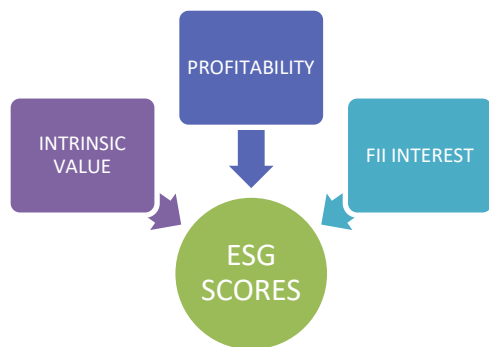 PROFITABILITY
INTRINSIC
VALUE
FII INTEREST
ESG
SCORES